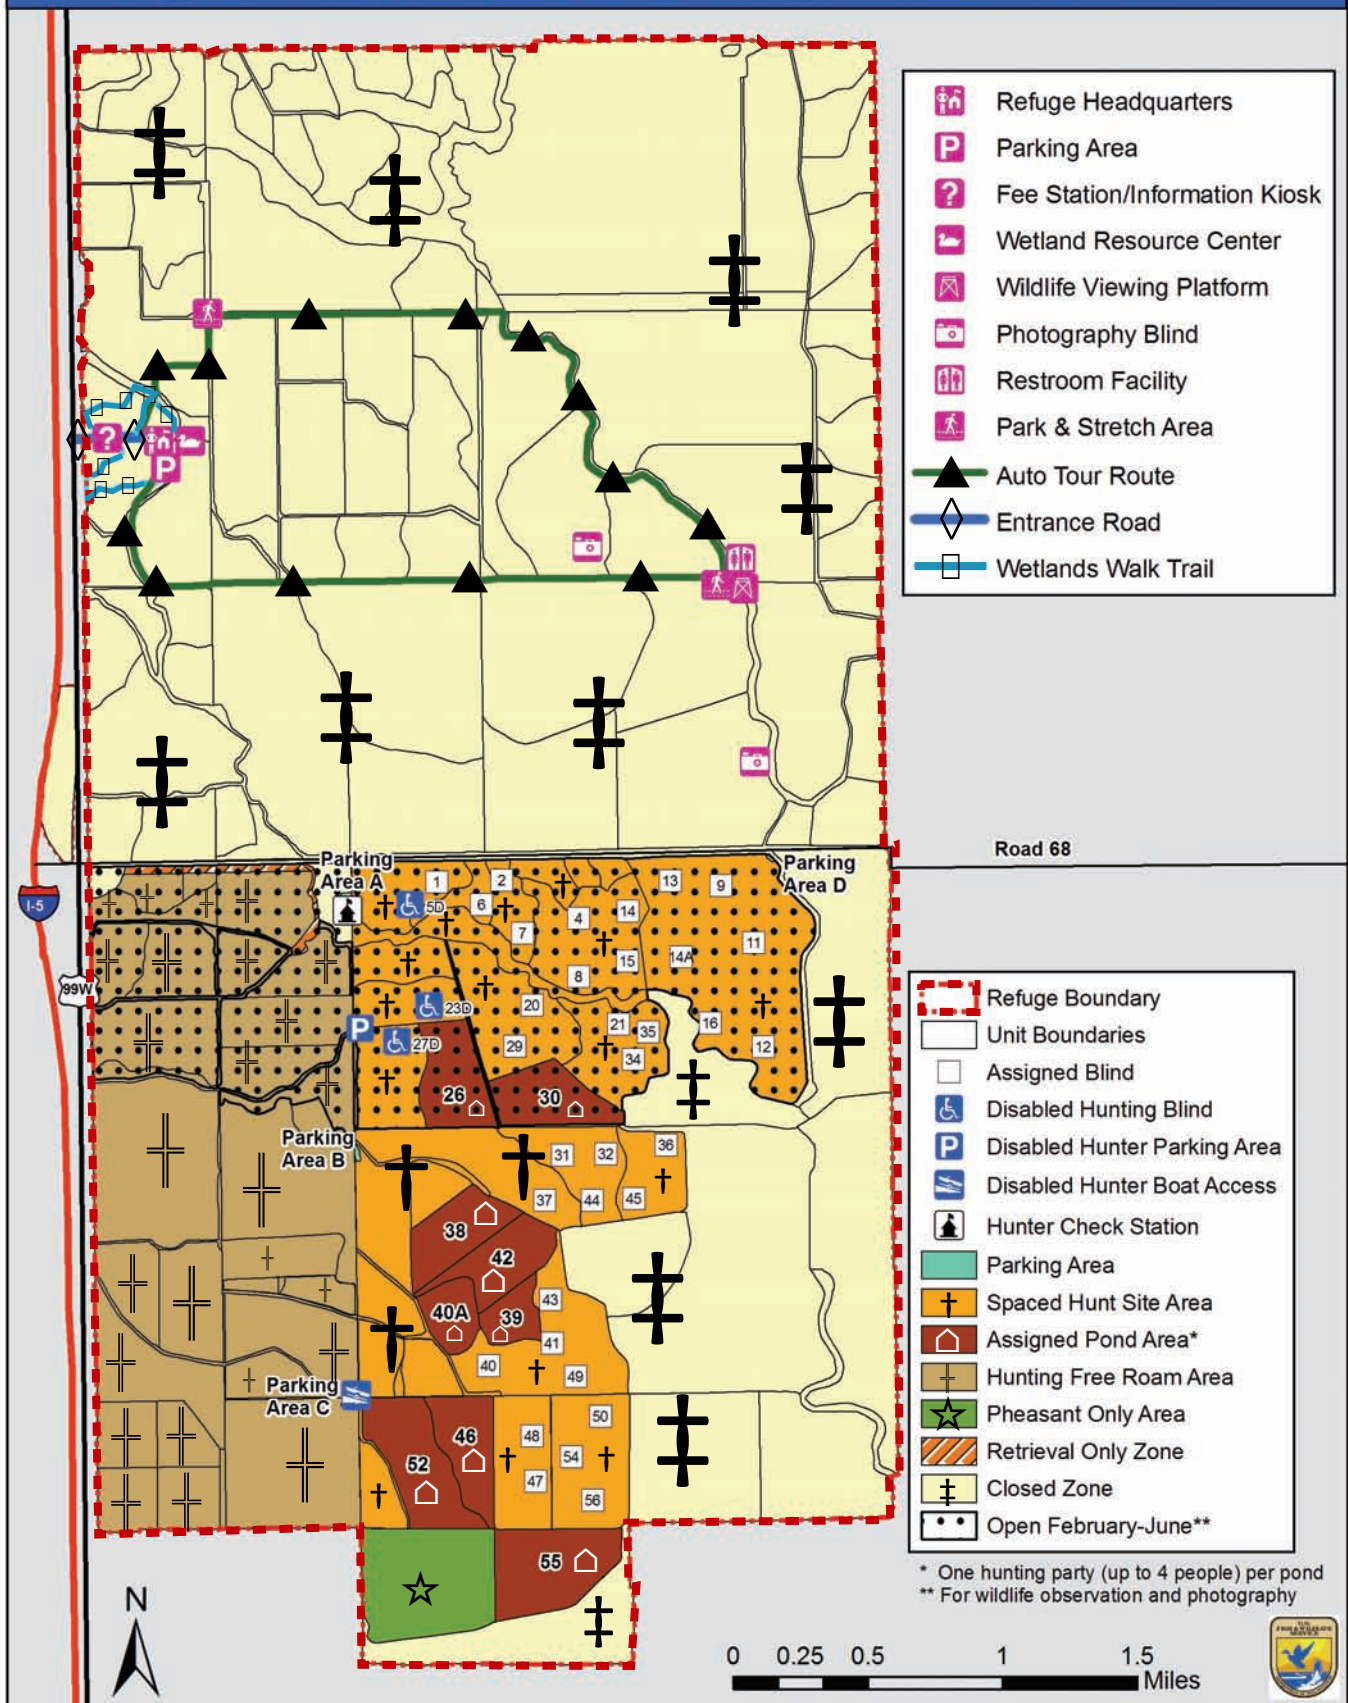 Refuge Headquarters
P
Parking Area
?
Fee Station/Information Kiosk
Wetland Resource Center
Wildlife Viewing Platform
Photography Blind
Restroom Facility
Park & Stretch Area
Auto Tour Route
Entrance Road
Wetlands Walk Trail
?
P
Road 68
I-5
99W
Parking
Area A
Parking
Area D
1
2
13
9
5D
6
4
14
7
11
15
14A
8
23D
20
21
35
16
P
27D
29
34
12
26
30
Parking
Area B
31
32
36
37
44
45
38
42
43
40A
39
41
40
49
Parking
Area C
50
46
48
54
52
47
56
55
Refuge Boundary
Unit Boundaries
Assigned Blind
Disabled Hunting Blind
P
Disabled Hunter Parking Area
Disabled Hunter Boat Access
Hunter Check Station
Parking Area
Spaced Hunt Site Area
Assigned Pond Area*
Hunting Free Roam Area
Pheasant Only Area
Retrieval Only Zone
Closed Zone
Open February-June**
* One hunting party (up to 4 people) per pond
** For wildlife observation and photography
N
0 0.25 0.5 1 1.5
Miles
U.S.
FISH & WILDLIFE
SERVICE